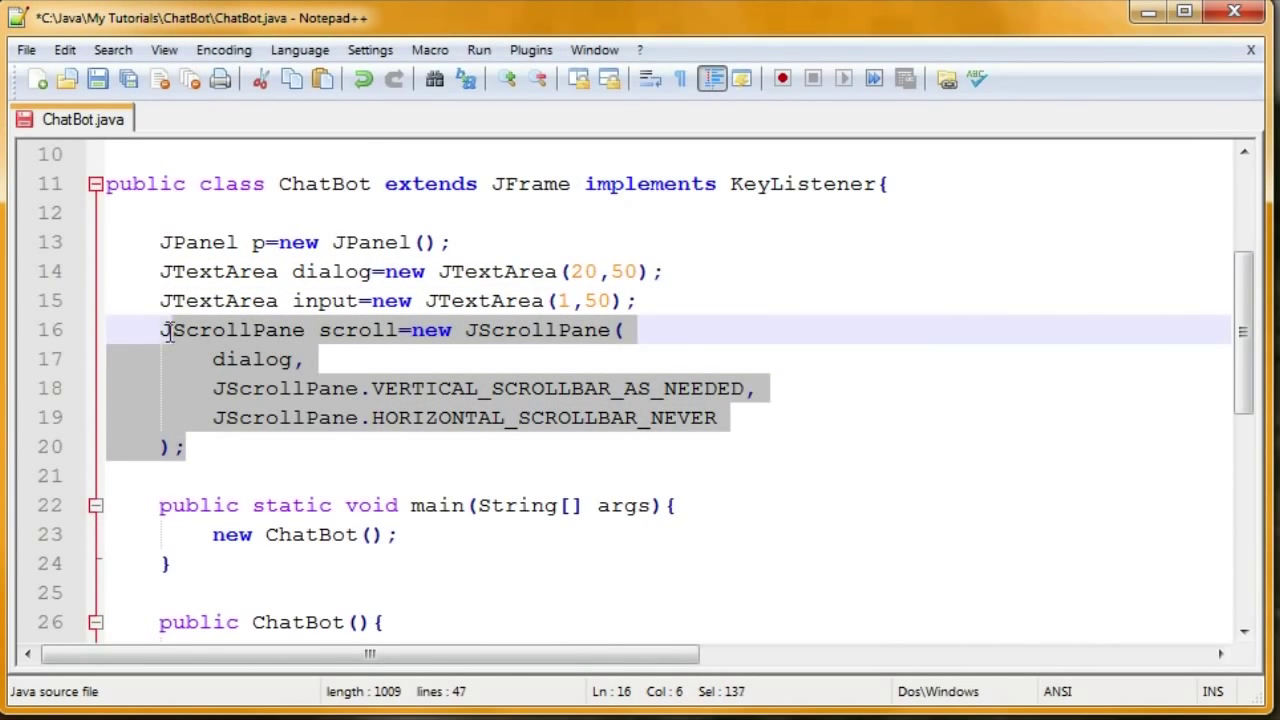 *C:\Java\My Tutorials\ChatBot\ChatBot.java - Notepad++
File Edit Search View Encoding Language Settings Macro Run Plugins Window ? X
ABC
ChatBot.java
10
11 public class ChatBot extends JFrame implements KeyListener{
12
13 JPanel p=new JPanel();
14 JTextArea dialog=new JTextArea(20,50);
15 JTextArea input=new JTextArea(1,50);
16 JScrollPane scroll=new JScrollPane(
17 dialog,
18 JScrollPane.VERTICAL_SCROLLBAR_AS_NEEDED,
19 JScrollPane.HORIZONTAL_SCROLLBAR_NEVER
20 );
21
22 public static void main(String[] args){
23 new ChatBot();
24 }
25
26 public ChatBot(){
Java source file length : 1009 lines : 47 Ln : 16 Col : 6 Sel : 137 Dos\Windows ANSI INS